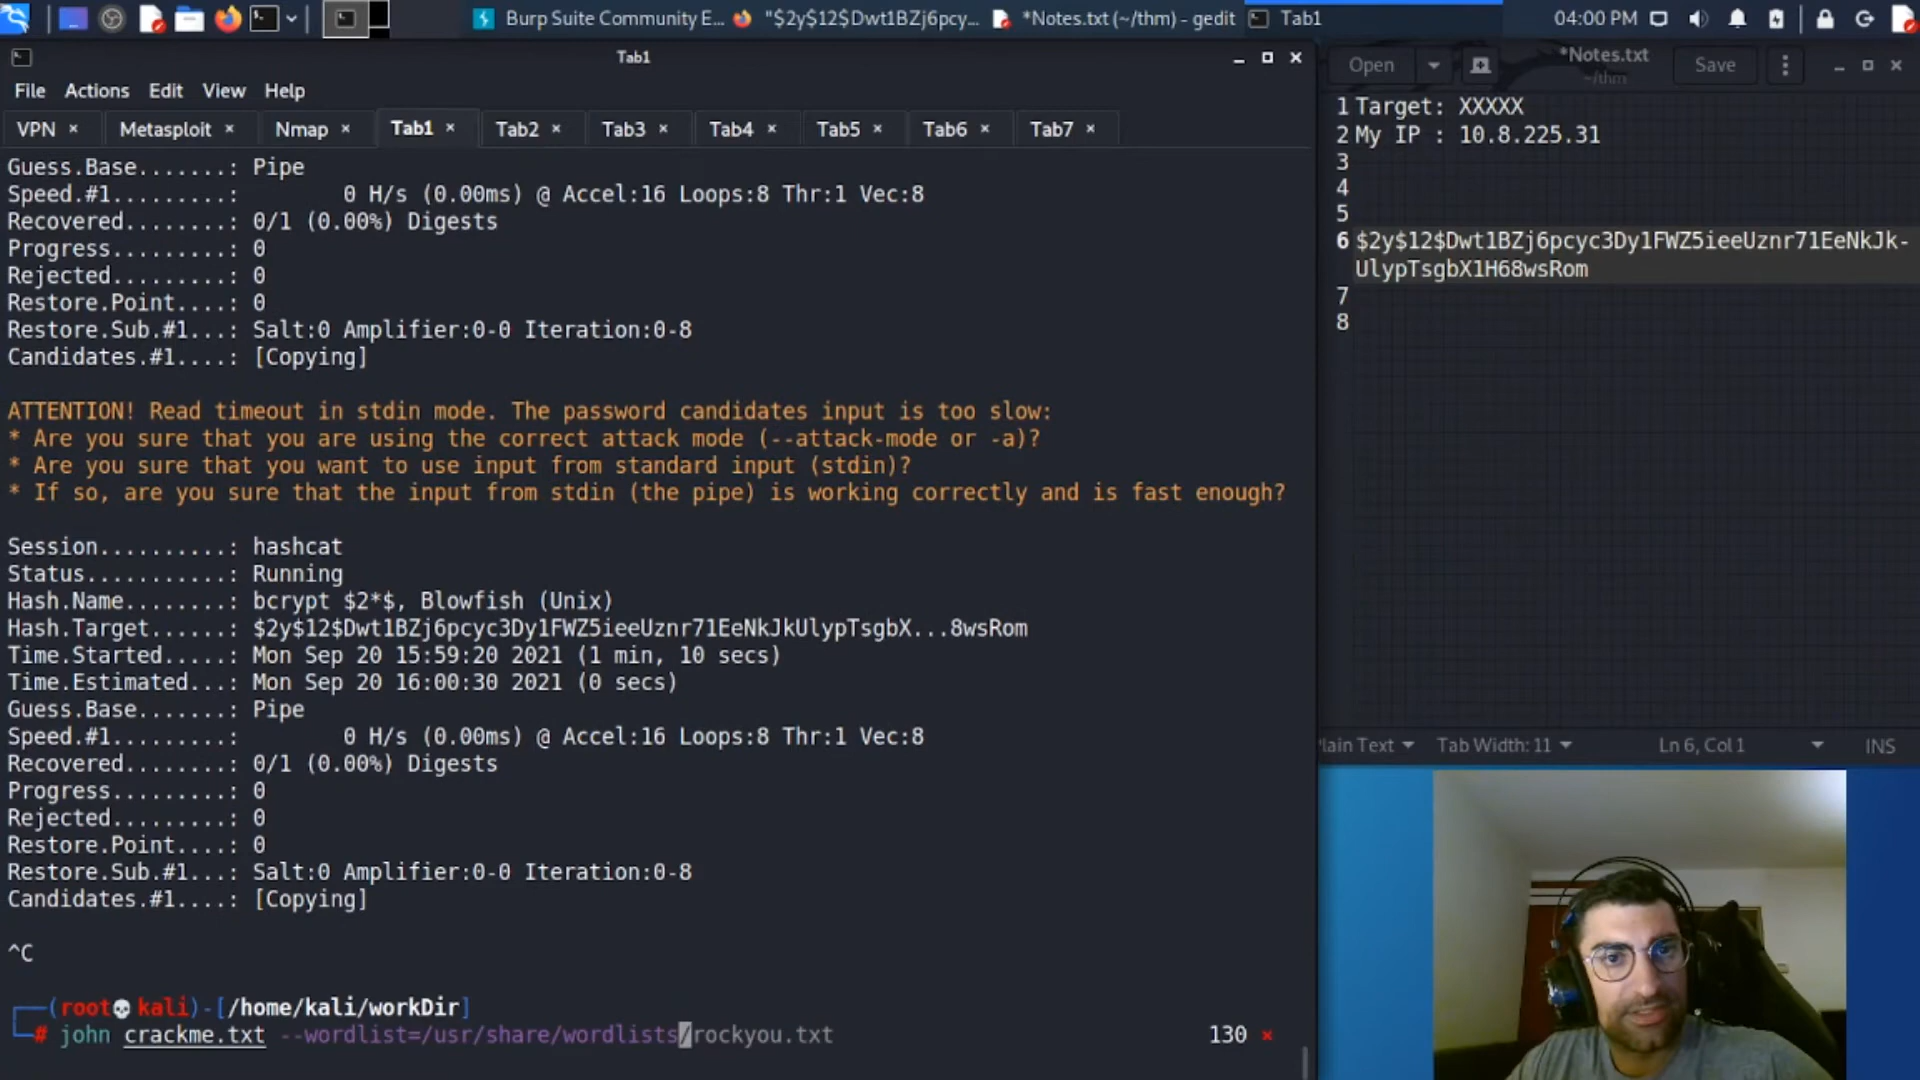 Burp Suite Community E...
"$2y$12$Dwt1BZj6pcy...
*Notes.txt (~/thm) - gedit
Tab1
04:00 PM
Tab1
File Actions Edit View Help
VPN × Metasploit × Nmap × Tab1 × Tab2 × Tab3 × Tab4 × Tab5 × Tab6 × Tab7 ×
Guess.Base.......: Pipe
Speed.#1.........: 0 H/s (0.00ms) @ Accel:16 Loops:8 Thr:1 Vec:8
Recovered........: 0/1 (0.00%) Digests
Progress.........: 0
Rejected.........: 0
Restore.Point....: 0
Restore.Sub.#1...: Salt:0 Amplifier:0-0 Iteration:0-8
Candidates.#1....: [Copying]
ATTENTION! Read timeout in stdin mode. The password candidates input is too slow:
* Are you sure that you are using the correct attack mode (--attack-mode or -a)?
* Are you sure that you want to use input from standard input (stdin)?
* If so, are you sure that the input from stdin (the pipe) is working correctly and is fast enough?
Session..........: hashcat
Status...........: Running
Hash.Name........: bcrypt $2*$, Blowfish (Unix)
Hash.Target......: $2y$12$Dwt1BZj6pcyc3Dy1FWZ5ieeUznr71EeNkJkUlypTsgbX...8wsRom
Time.Started.....: Mon Sep 20 15:59:20 2021 (1 min, 10 secs)
Time.Estimated...: Mon Sep 20 16:00:30 2021 (0 secs)
Guess.Base.......: Pipe
Speed.#1.........: 0 H/s (0.00ms) @ Accel:16 Loops:8 Thr:1 Vec:8
Recovered........: 0/1 (0.00%) Digests
Progress.........: 0
Rejected.........: 0
Restore.Point....: 0
Restore.Sub.#1...: Salt:0 Amplifier:0-0 Iteration:0-8
Candidates.#1....: [Copying]
^C
(root💀kali)-[/home/kali/workDir]
# john crackme.txt --wordlist=/usr/share/wordlists/rockyou.txt
130 ×
Open
*Notes.txt
~/thm
Save
1 Target: XXXXX
2 My IP : 10.8.225.31
3
4
5
6 $2y$12$Dwt1BZj6pcyc3Dy1FWZ5ieeUznr71EeNkJk-
UlypTsgbX1H68wsRom
7
8
lain Text
Tab Width: 11
Ln 6, Col 1
INS